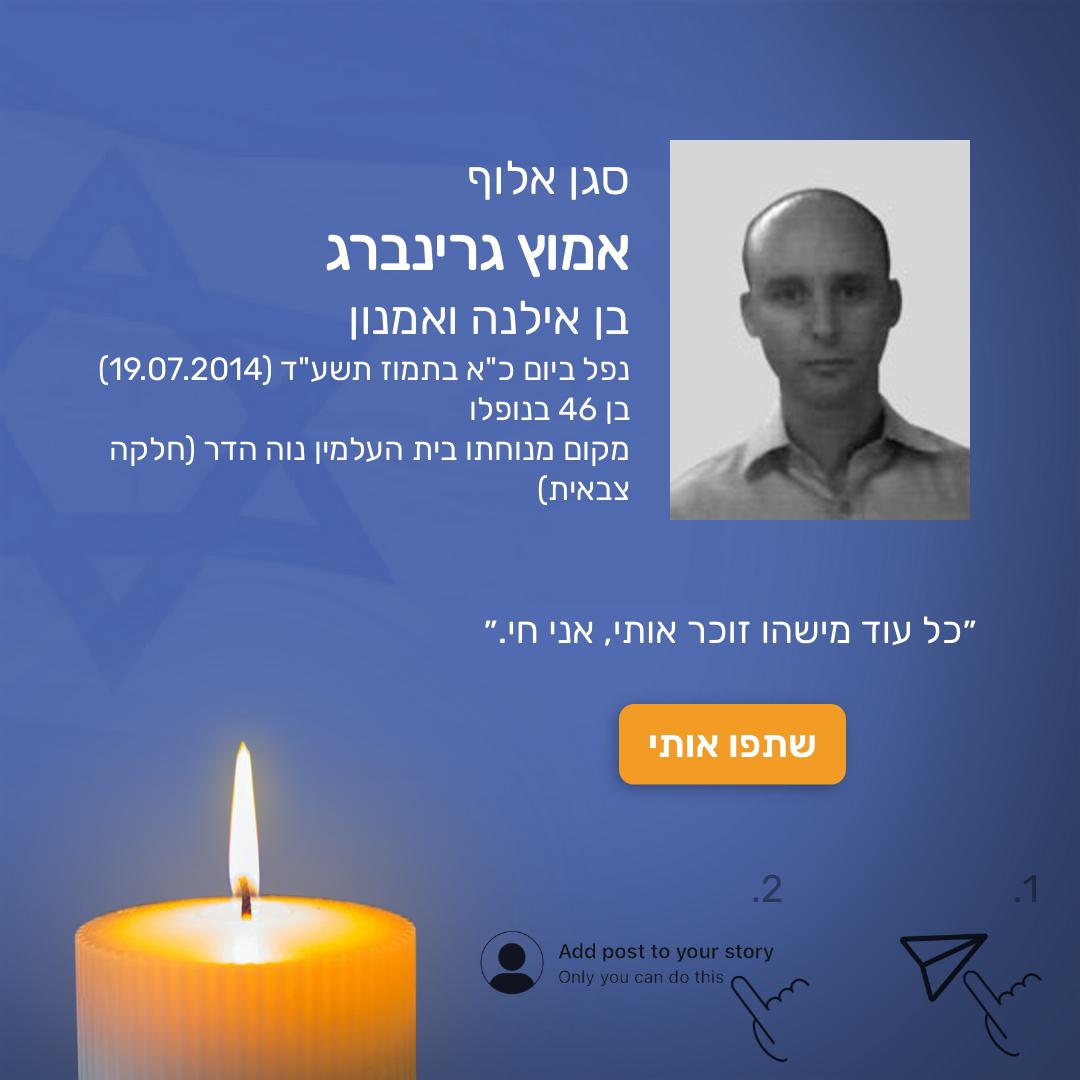 סגן אלוף
אמוץ גרינברג
בן אילנה ואמנון
נפל ביום כ"א בתמוז תשע"ד (19.07.2014)
בן 46 בנופלו
מקום מנוחתו בית העלמין נוה הדר (חלקה
צבאית)
״כל עוד מישהו זוכר אותי, אני חי.״
שתפו אותי
.1
.2
Add post to your story
Only you can do this